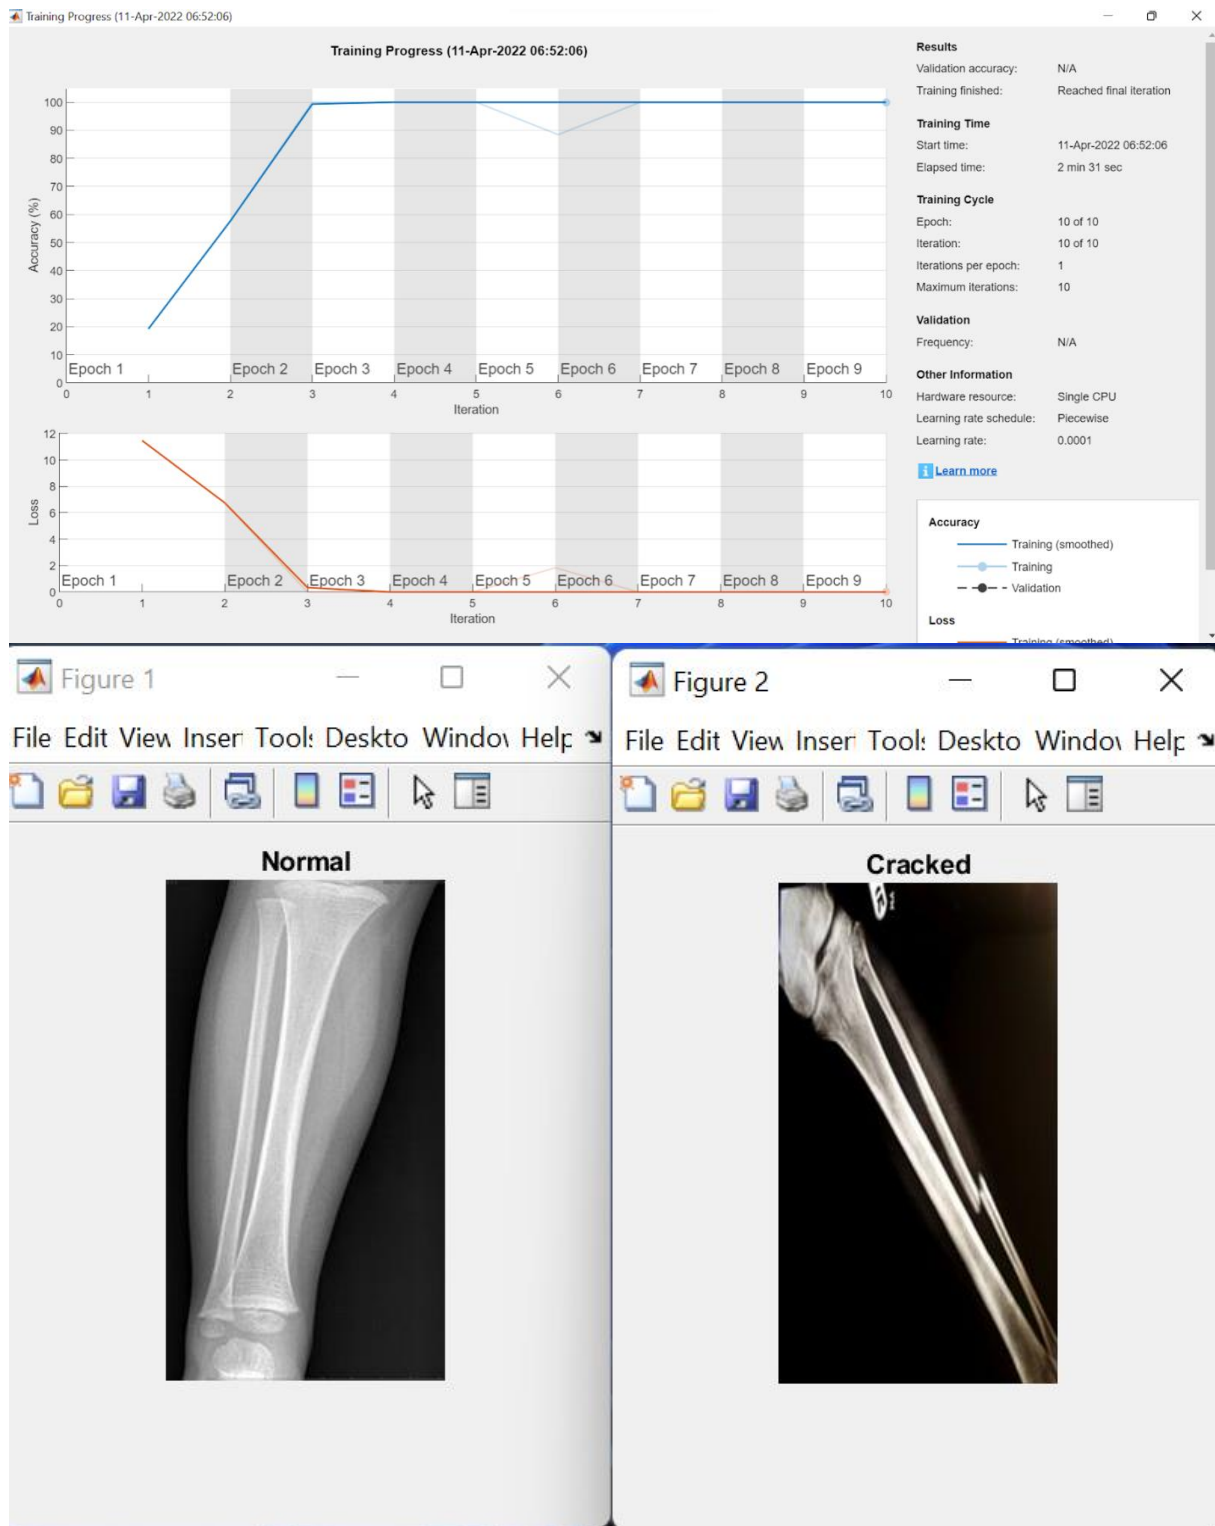 Training Progress (11-Apr-2022 06:52:06)
Training Progress (11-Apr-2022 06:52:06)
100
90
80
70
60
50
40
30
20
10
0
Accuracy (%)
Epoch 1 Epoch 2 Epoch 3 Epoch 4 Epoch 5 Epoch 6 Epoch 7 Epoch 8 Epoch 9
0 1 2 3 4 5 6 7 8 9 10
Iteration
12
10
8
6
4
2
0
Loss
Epoch 1 Epoch 2 Epoch 3 Epoch 4 Epoch 5 Epoch 6 Epoch 7 Epoch 8 Epoch 9
0 1 2 3 4 5 6 7 8 9 10
Iteration
Results
Validation accuracy: N/A
Training finished: Reached final iteration
Training Time
Start time: 11-Apr-2022 06:52:06
Elapsed time: 2 min 31 sec
Training Cycle
Epoch: 10 of 10
Iteration: 10 of 10
Iterations per epoch: 1
Maximum iterations: 10
Validation
Frequency: N/A
Other Information
Hardware resource: Single CPU
Learning rate schedule: Piecewise
Learning rate: 0.0001
i Learn more
Accuracy
Training (smoothed)
Training
Validation
Loss
Training (smoothed)
Figure 1
File Edit View Inser Tools Deskto Windov Help
Normal
Figure 2
File Edit View Inser Tools Deskto Windov Help
Cracked